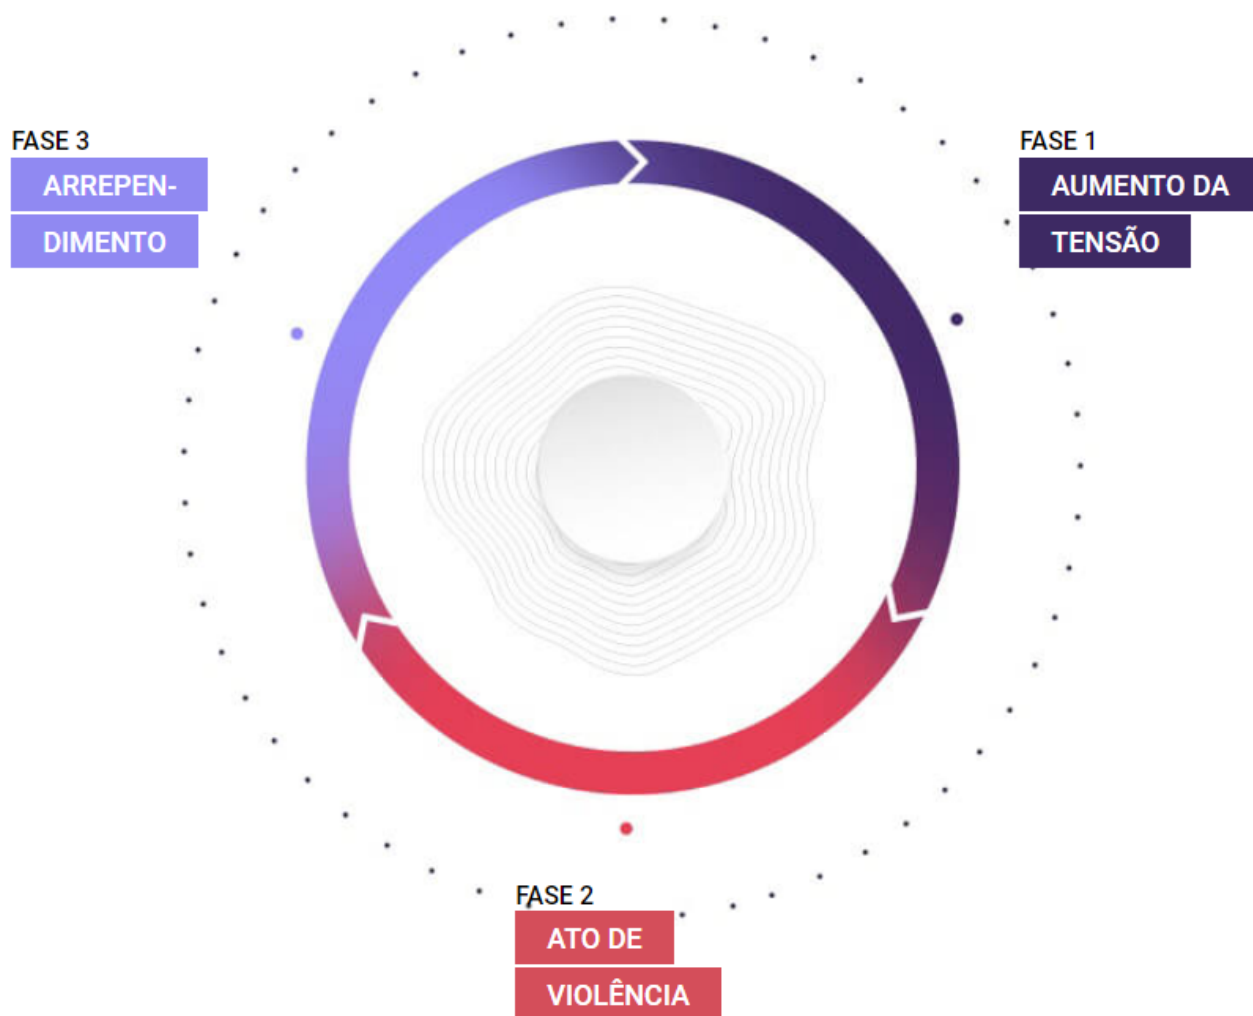 FASE 3
ARREPEN-
DIMENTO
FASE 1
AUMENTO DA
TENSÃO
FASE 2
ATO DE
VIOLÊNCIA